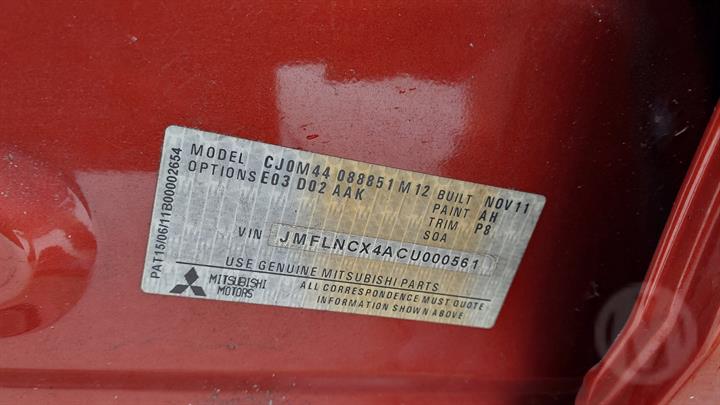 PAT15/06/11B00002654
MODEL CJ0M44 088851 M12 BUILT NOV11
OPTIONS E03 D02 AAK PAINT AH
TRIM P8
SOA
VIN JMFLNCX4ACU000561
USE GENUINE MITSUBISHI PARTS
MITSUBISHI MOTORS
ALL CORRESPONDENCE MUST QUOTE
INFORMATION SHOWN ABOVE
M